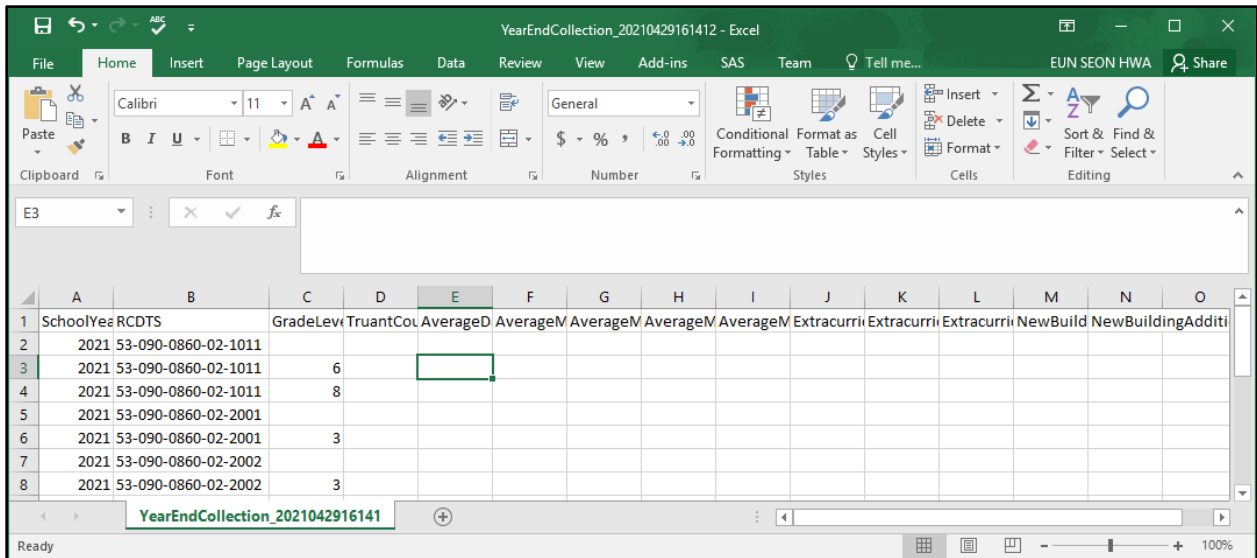 ABC
YearEndCollection_20210429161412 - Excel
File Home Insert Page Layout Formulas Data Review View Add-ins SAS Team Tell me... EUN SEON HWA Share
Paste
Clipboard
Calibri 11 A A
B I U A
Font
Alignment
General
$ % , .0 .00 .00 .0
Number
Conditional Formatting
Format as Table
Cell Styles
Styles
Insert
Delete
Format
Cells
Σ
Sort & Filter
Find & Select
Editing
E3 fx
A B C D E F G H I J K L M N O
1 SchoolYea RCDTS GradeLeve TruantCou AverageD AverageM AverageM AverageM AverageM Extracurri Extracurri Extracurri NewBuild NewBuildingAdditi
2 2021 53-090-0860-02-1011
3 2021 53-090-0860-02-1011 6
4 2021 53-090-0860-02-1011 8
5 2021 53-090-0860-02-2001
6 2021 53-090-0860-02-2001 3
7 2021 53-090-0860-02-2002
8 2021 53-090-0860-02-2002 3
YearEndCollection_2021042916141
Ready 100%